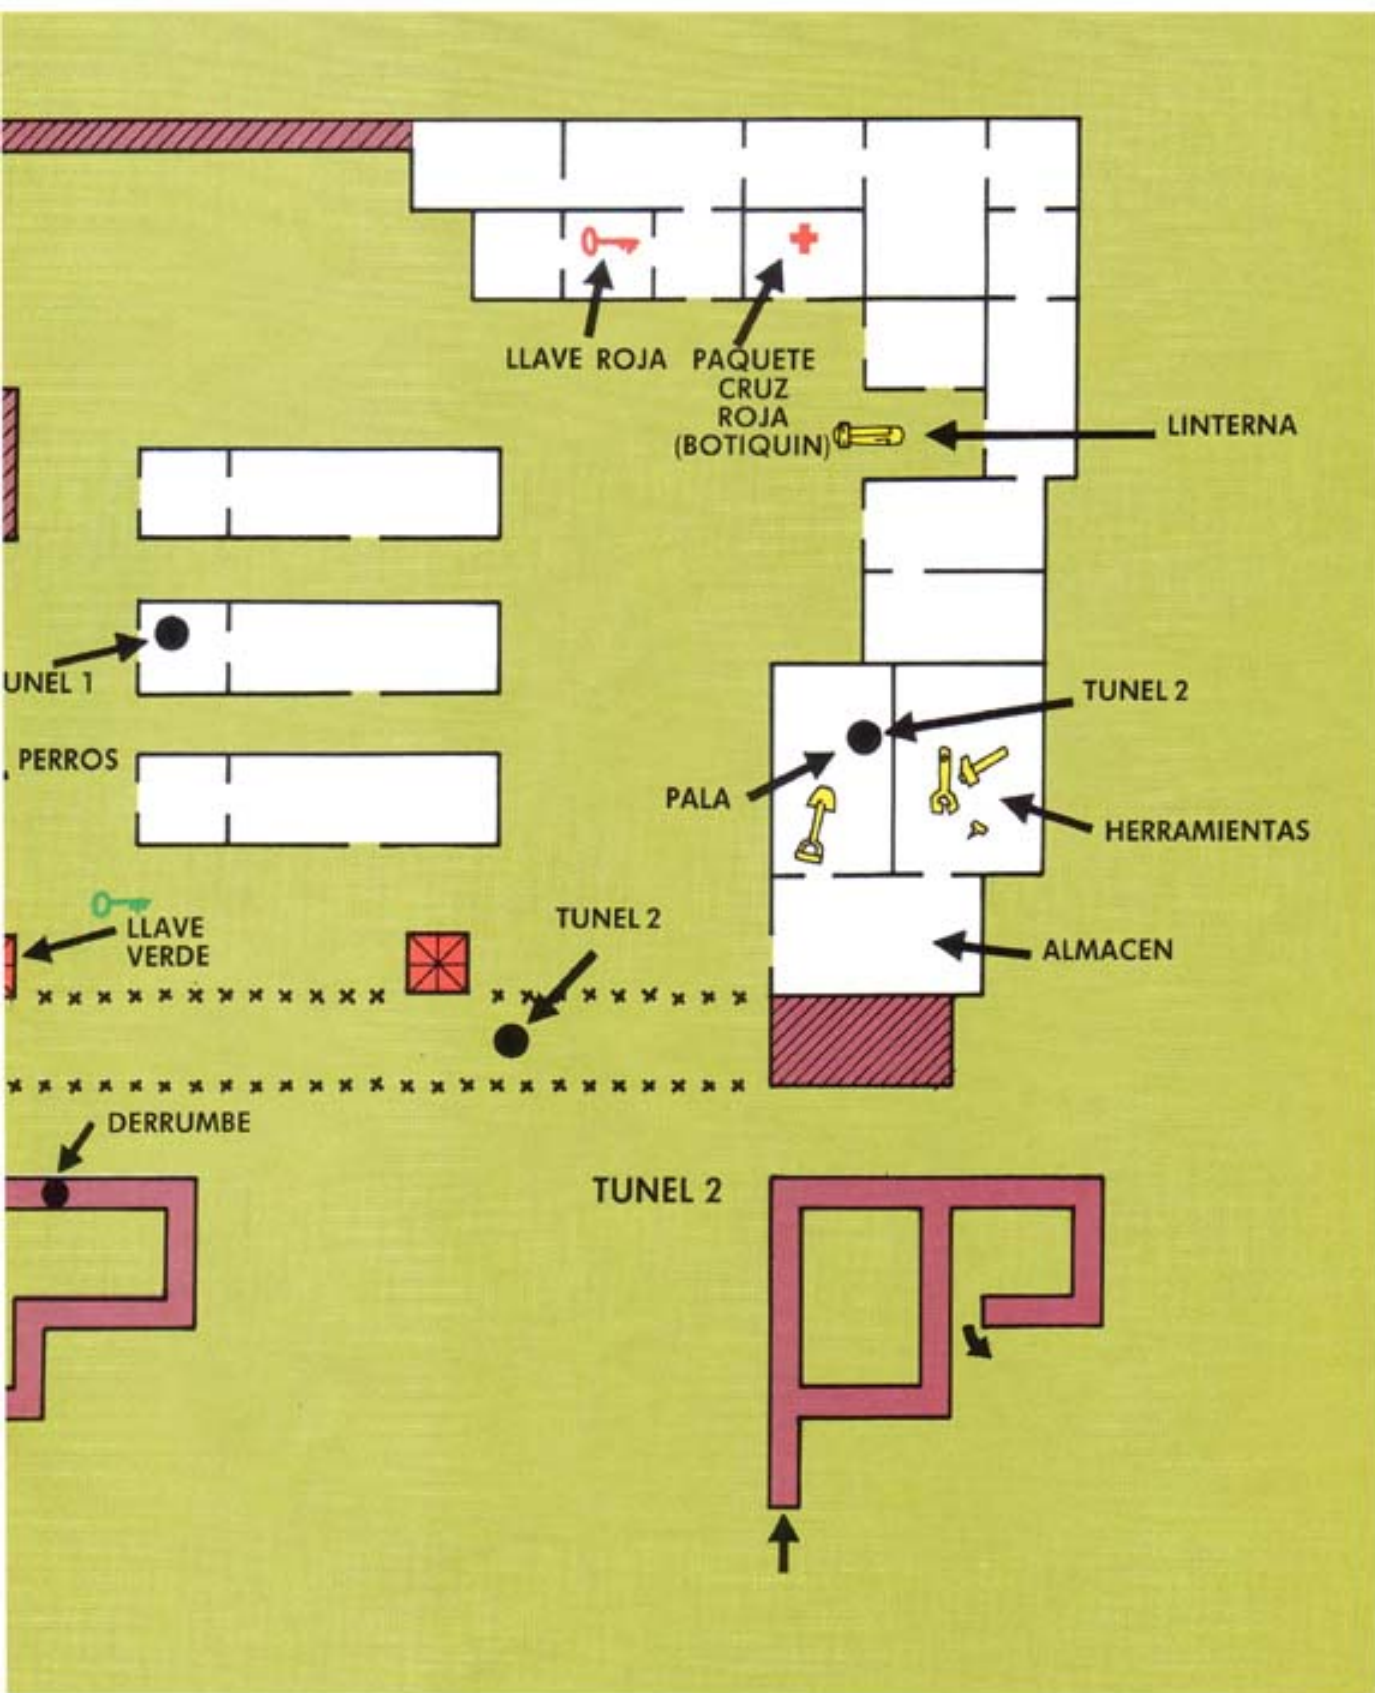 LLAVE ROJA
PAQUETE
CRUZ
ROJA
(BOTIQUIN)
LINTERNA
UNEL 1
TUNEL 2
PERROS
PALA
HERRAMIENTAS
LLAVE
VERDE
TUNEL 2
ALMACEN
DERRUMBE
TUNEL 2